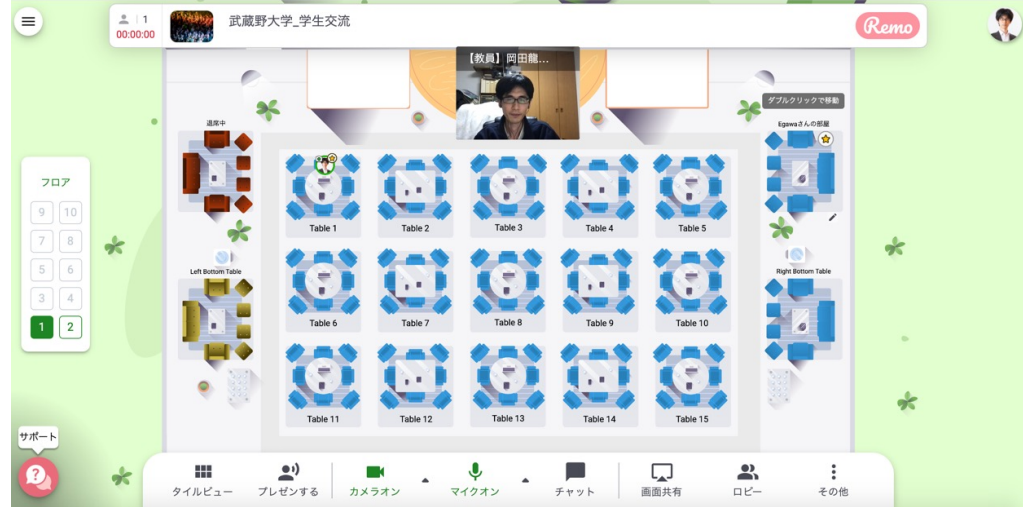 1
00:00:00
武蔵野大学_学生交流
Remo
【教員】岡田龍...
ダブルクリックで移動
退席中
Egawaさんの部屋
フロア
9 10
7 8
5 6
3 4
1 2
Table 1
Table 2
Table 3
Table 4
Table 5
Left Bottom Table
Right Bottom Table
Table 6
Table 7
Table 8
Table 9
Table 10
Table 11
Table 12
Table 13
Table 14
Table 15
サポート
タイルビュー
プレゼンする
カメラオン
マイクオン
チャット
画面共有
ロビー
その他